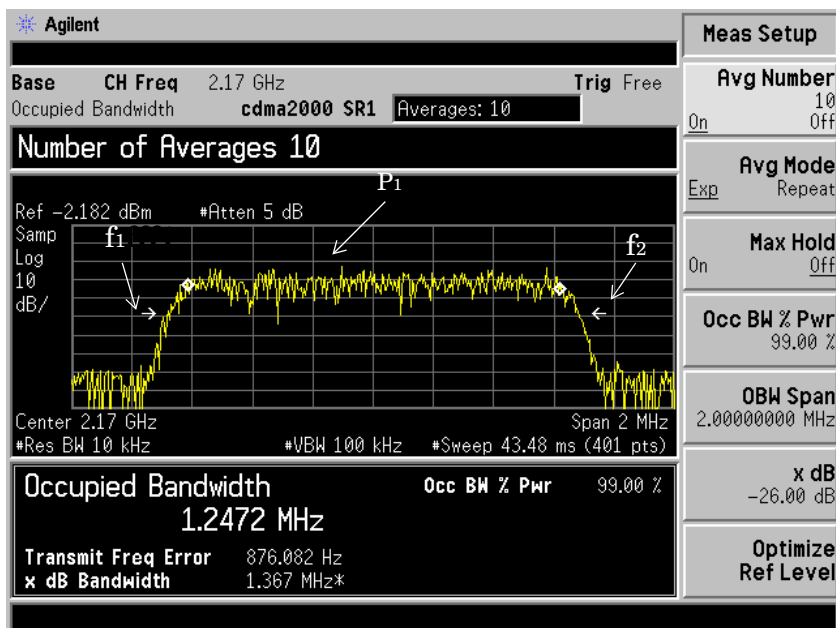 Agilent
Base CH Freq 2.17 GHz Trig Free
Occupied Bandwidth cdma2000 SR1 Averages: 10
Number of Averages 10
P1
Ref -2.182 dBm #Atten 5 dB
Samp
Log
10
dB/
f1
f2
Center 2.17 GHz Span 2 MHz
#Res BW 10 kHz #VBW 100 kHz #Sweep 43.48 ms (401 pts)
Occupied Bandwidth Occ BW % Pwr 99.00 %
1.2472 MHz
Transmit Freq Error 876.082 Hz
x dB Bandwidth 1.367 MHz*
Meas Setup
Avg Number
10
On Off
Avg Mode
Exp Repeat
Max Hold
On Off
Occ BW % Pwr
99.00 %
OBW Span
2.00000000 MHz
x dB
-26.00 dB
Optimize
Ref Level